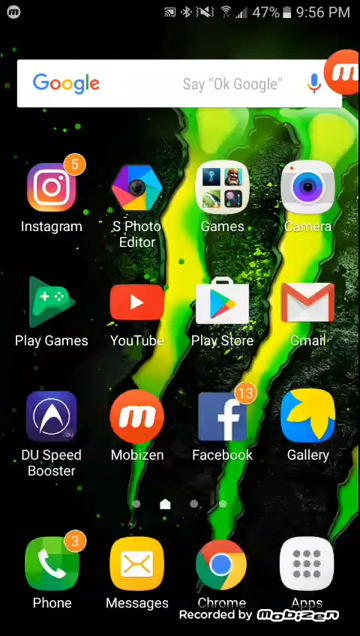 47% 9:56 PM
Google Say "Ok Google"
5
Instagram S Photo Editor Games Camera
Play Games YouTube Play Store Gmail
13
DU Speed Booster Mobizen Facebook Gallery
3
Phone Messages Chrome Apps
Recorded by Mobizen